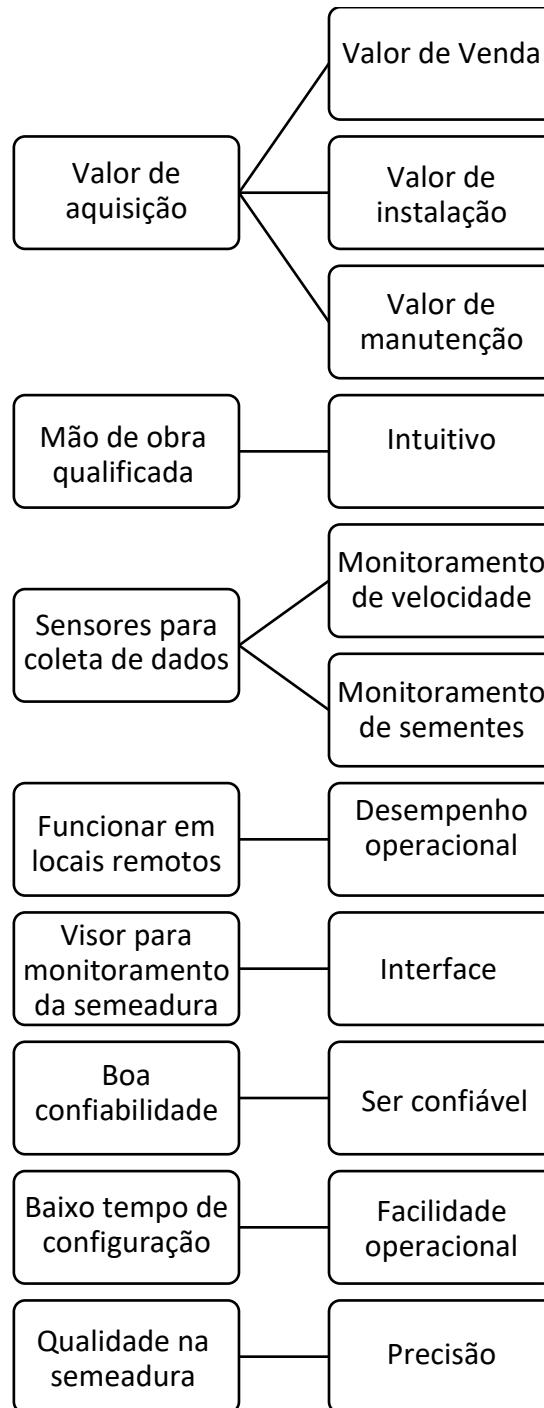 Valor de
aquisição
Valor de Venda
Valor de
instalação
Valor de
manutenção
Mão de obra
qualificada
Intuitivo
Sensores para
coleta de dados
Monitoramento
de velocidade
Monitoramento
de sementes
Funcionar em
locais remotos
Desempenho
operacional
Visor para
monitoramento
da semeadura
Interface
Boa
confiabilidade
Ser confiável
Baixo tempo de
configuração
Facilidade
operacional
Qualidade na
semeadura
Precisão